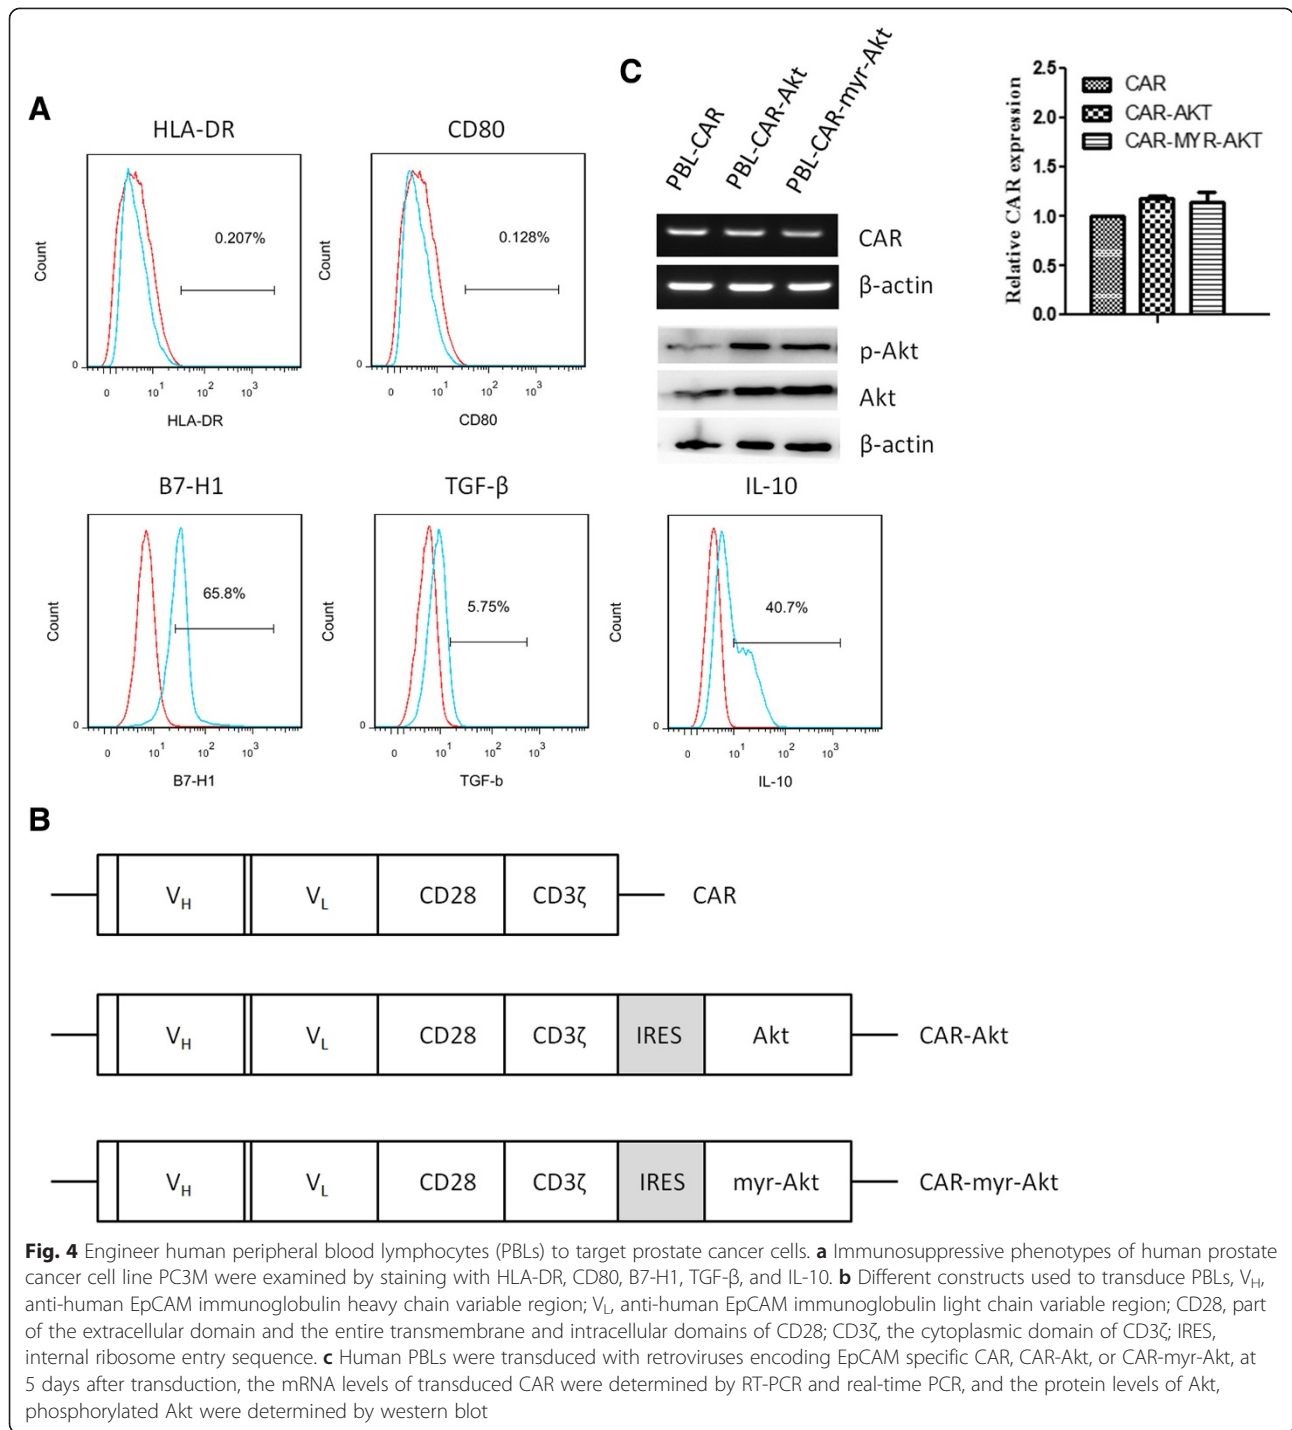 A
HLA-DR
CD80
Count
0.207%
0
0 10¹ 10² 10³
HLA-DR
Count
0.128%
0
0 10¹ 10² 10³
CD80
C
PBL-CAR
PBL-CAR-Akt
PBL-CAR-myr-Akt
CAR
β-actin
p-Akt
Akt
β-actin
Relative CAR expression
2.5
2.0
1.5
1.0
0.5
0.0
CAR
CAR-AKT
CAR-MYR-AKT
B7-H1
TGF-β
IL-10
Count
65.8%
0
0 10¹ 10² 10³
B7-H1
Count
5.75%
0
0 10¹ 10² 10³
TGF-b
Count
40.7%
0
0 10¹ 10² 10³
IL-10
B
V_H V_L CD28 CD3ζ CAR
V_H V_L CD28 CD3ζ IRES Akt CAR-Akt
V_H V_L CD28 CD3ζ IRES myr-Akt CAR-myr-Akt
Fig. 4 Engineer human peripheral blood lymphocytes (PBLs) to target prostate cancer cells. a Immunosuppressive phenotypes of human prostate
cancer cell line PC3M were examined by staining with HLA-DR, CD80, B7-H1, TGF-β, and IL-10. b Different constructs used to transduce PBLs, V_H,
anti-human EpCAM immunoglobulin heavy chain variable region; V_L, anti-human EpCAM immunoglobulin light chain variable region; CD28, part
of the extracellular domain and the entire transmembrane and intracellular domains of CD28; CD3ζ, the cytoplasmic domain of CD3ζ; IRES,
internal ribosome entry sequence. c Human PBLs were transduced with retroviruses encoding EpCAM specific CAR, CAR-Akt, or CAR-myr-Akt, at
5 days after transduction, the mRNA levels of transduced CAR were determined by RT-PCR and real-time PCR, and the protein levels of Akt,
phosphorylated Akt were determined by western blot